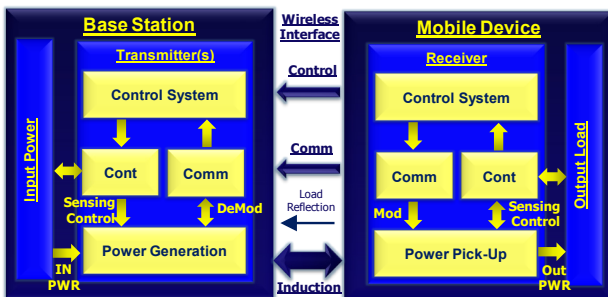 Base Station
Transmitter(s)
Control System
Cont
Comm
Sensing
Control
DeMod
Power Generation
Input Power
IN
PWR
Wireless
Interface
Control
Comm
Load
Reflection
Induction
Mobile Device
Receiver
Control System
Comm
Cont
Mod
Sensing
Control
Power Pick-Up
Output Load
Out
PWR